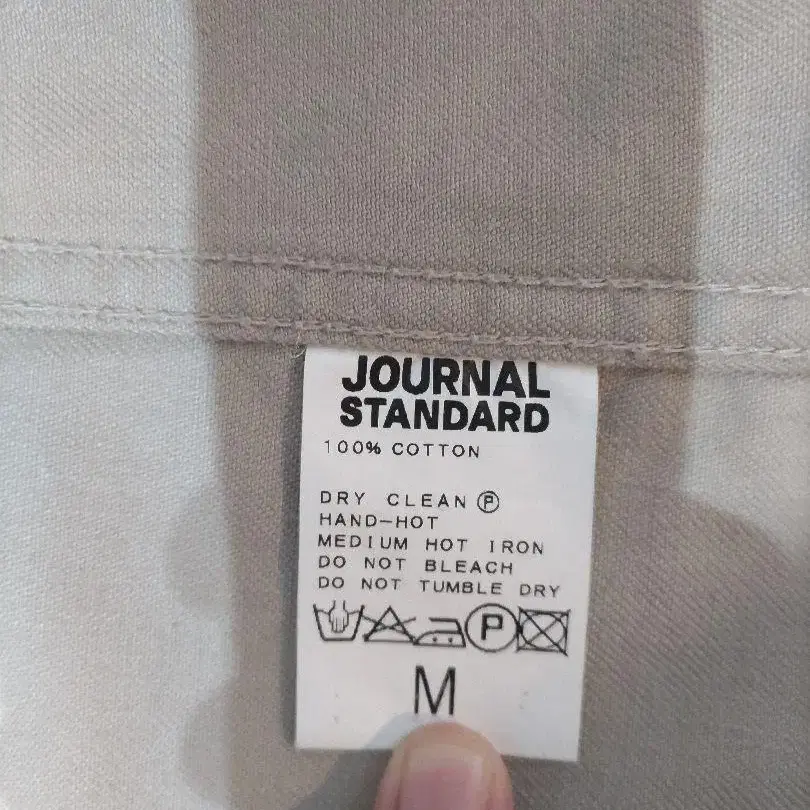 JOURNAL
STANDARD
100% COTTON
DRY CLEAN Ⓟ
HAND-HOT
MEDIUM HOT IRON
DO NOT BLEACH
DO NOT TUMBLE DRY
P
M